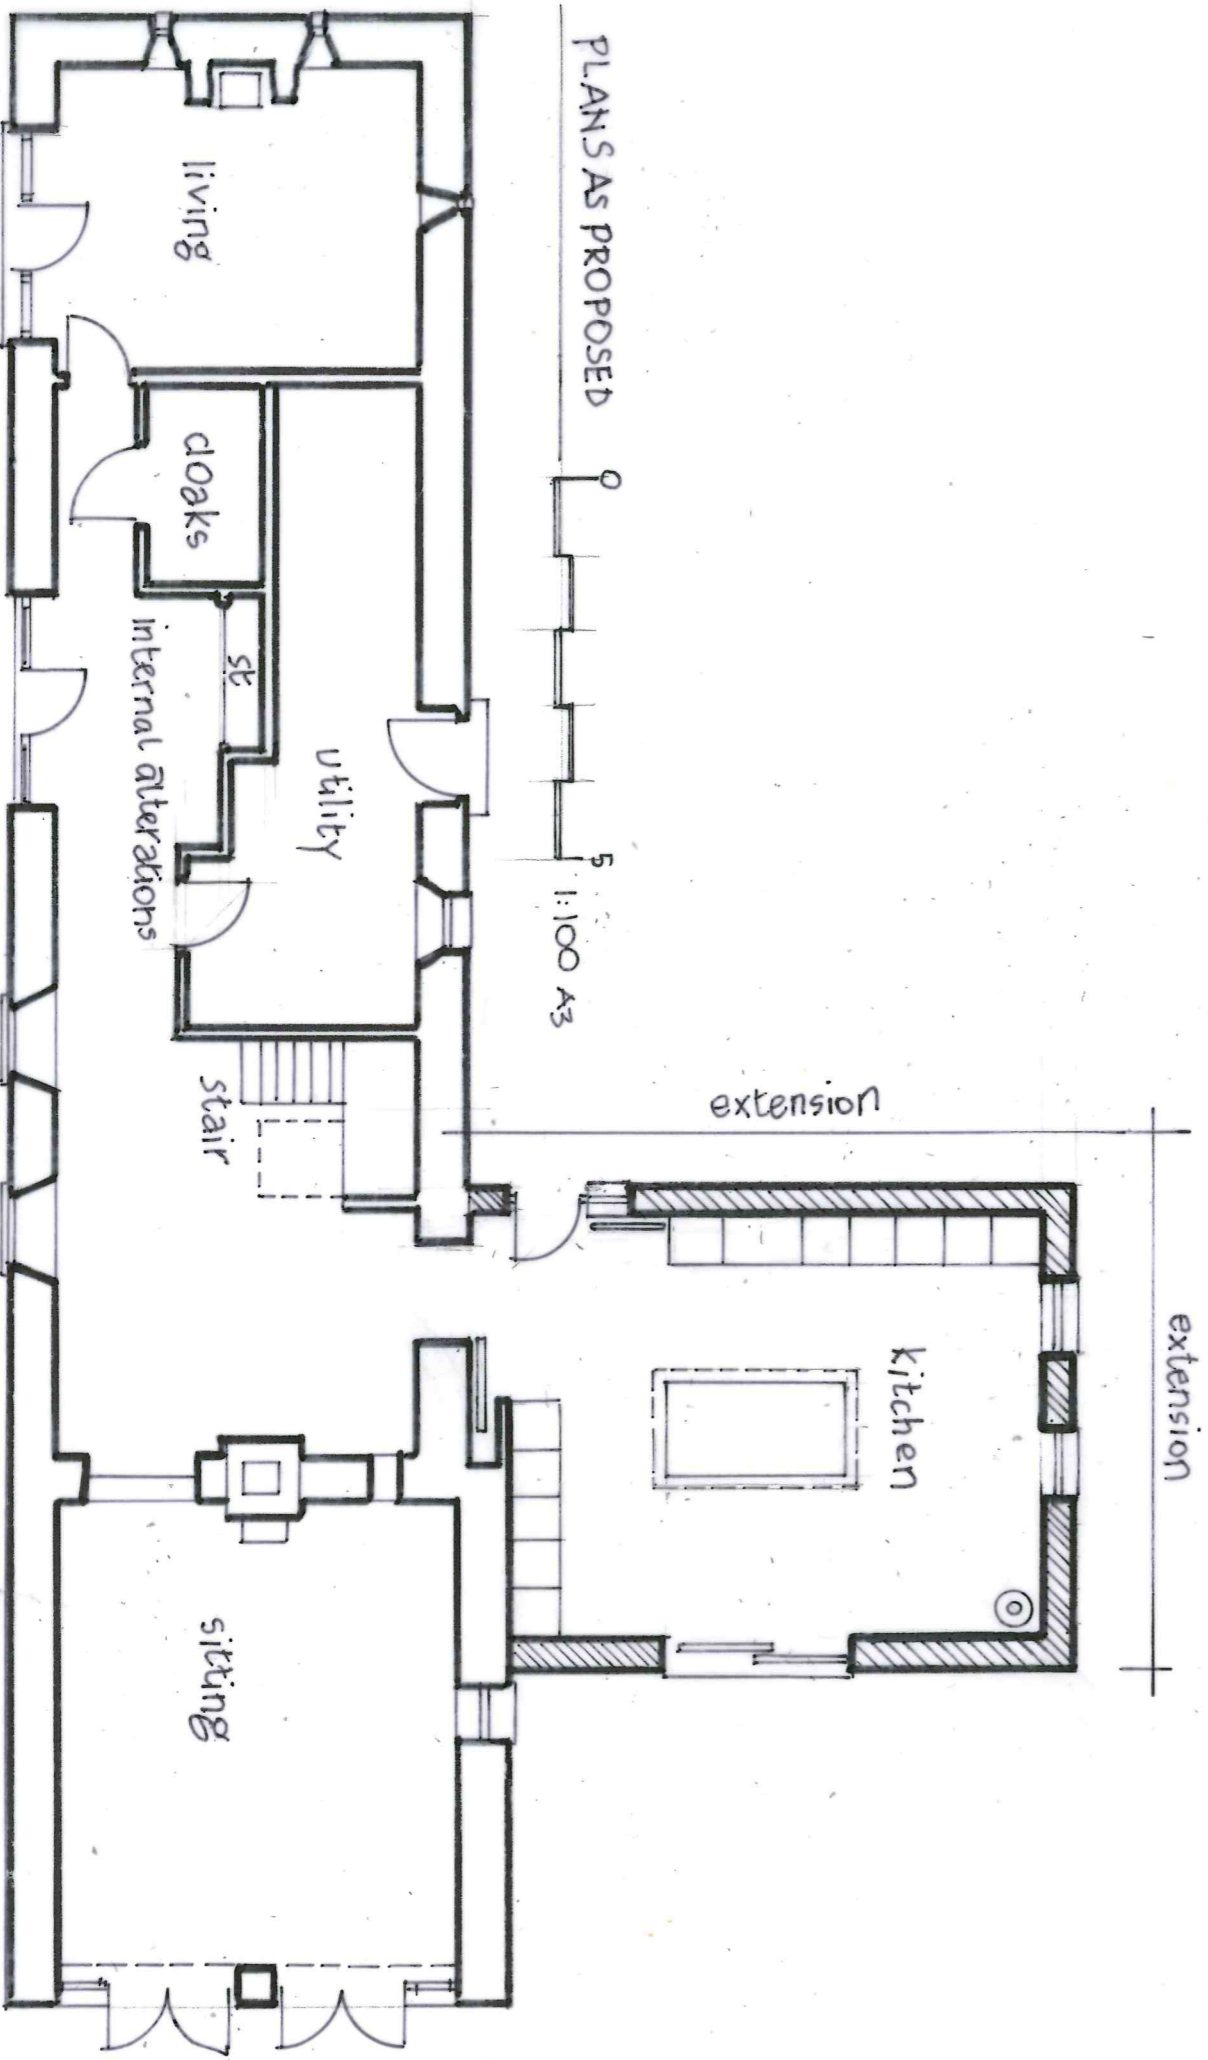 PLANS AS PROPOSED
0
5
1:100 A3
extension
extension
kitchen
living
cloaks
st
utility
internal alterations
stair
sitting